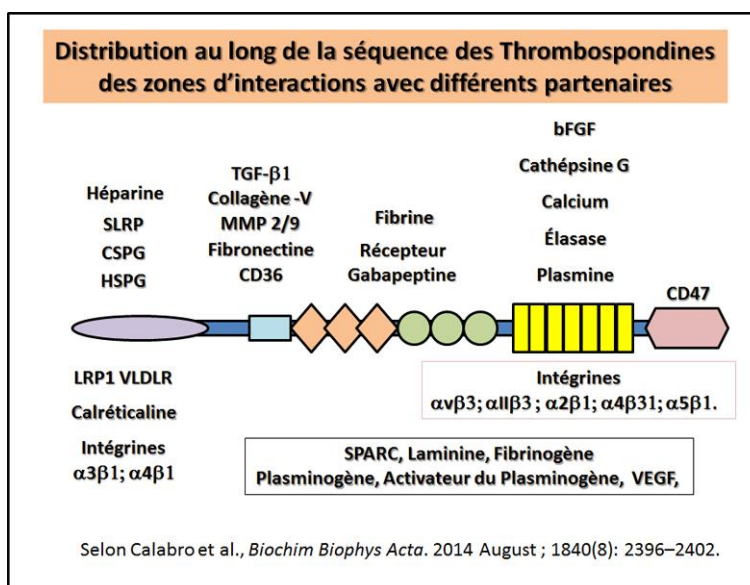 Distribution au long de la séquence des Thrombospondines
des zones d'interactions avec différents partenaires
Héparine
SLRP
CSPG
HSPG
TGF-β1
Collagène -V
MMP 2/9
Fibronectine
CD36
Fibrine
Récepteur
Gabapeptine
bFGF
Cathépsine G
Calcium
Élasase
Plasmine
CD47
LRP1 VLDLR
Calréticaline
Intégrines
α3β1; α4β1
Intégrines
αvβ3; αIIβ3 ; α2β1; α4β31; α5β1.
SPARC, Laminine, Fibrinogène
Plasminogène, Activateur du Plasminogène, VEGF,
Selon Calabro et al., Biochim Biophys Acta. 2014 August ; 1840(8): 2396–2402.